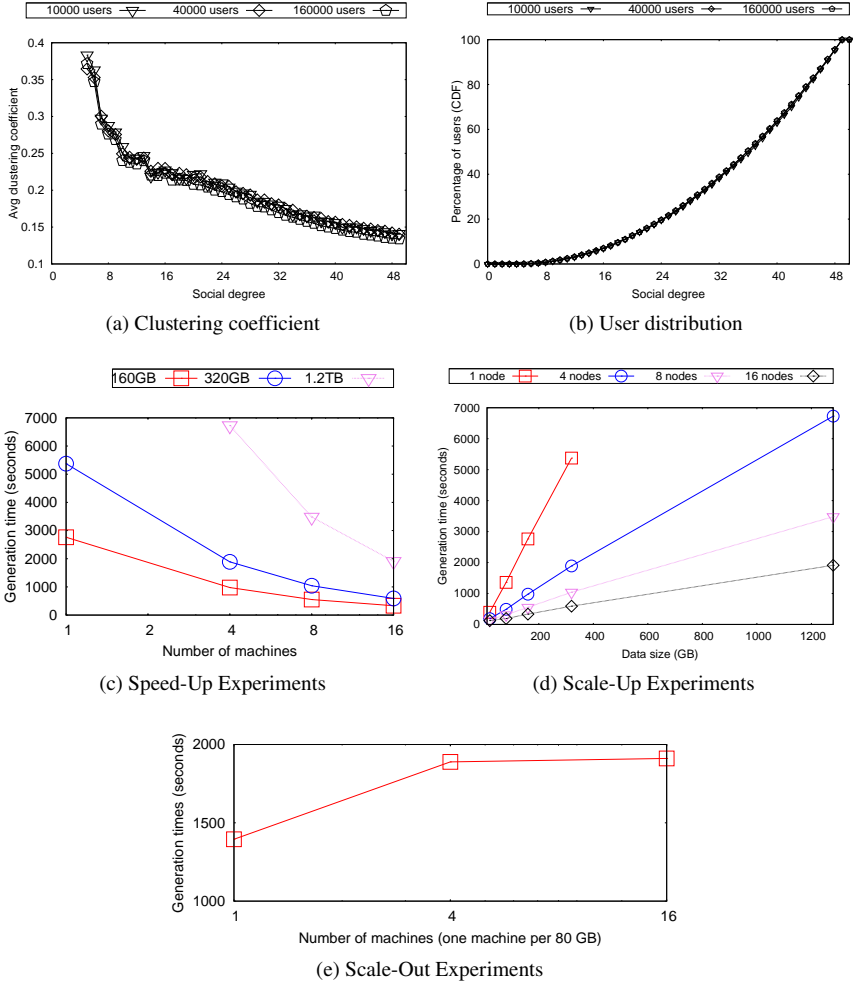 10000 users 40000 users 160000 users
0.4
0.35
0.3
0.25
0.2
0.15
0.1
Avg clustering coefficient
0 8 16 24 32 40 48
Social degree
(a) Clustering coefficient
10000 users 40000 users 160000 users
100
80
60
40
20
0
Percentage of users (CDF)
0 8 16 24 32 40 48
Social degree
(b) User distribution
160GB 320GB 1.2TB
7000
6000
5000
4000
3000
2000
1000
0
Generation time (seconds)
1 2 4 8 16
Number of machines
(c) Speed-Up Experiments
1 node 4 nodes 8 nodes 16 nodes
7000
6000
5000
4000
3000
2000
1000
0
Generation time (seconds)
200 400 600 800 1000 1200
Data size (GB)
(d) Scale-Up Experiments
2000
1500
1000
Generation times (seconds)
1 4 16
Number of machines (one machine per 80 GB)
(e) Scale-Out Experiments